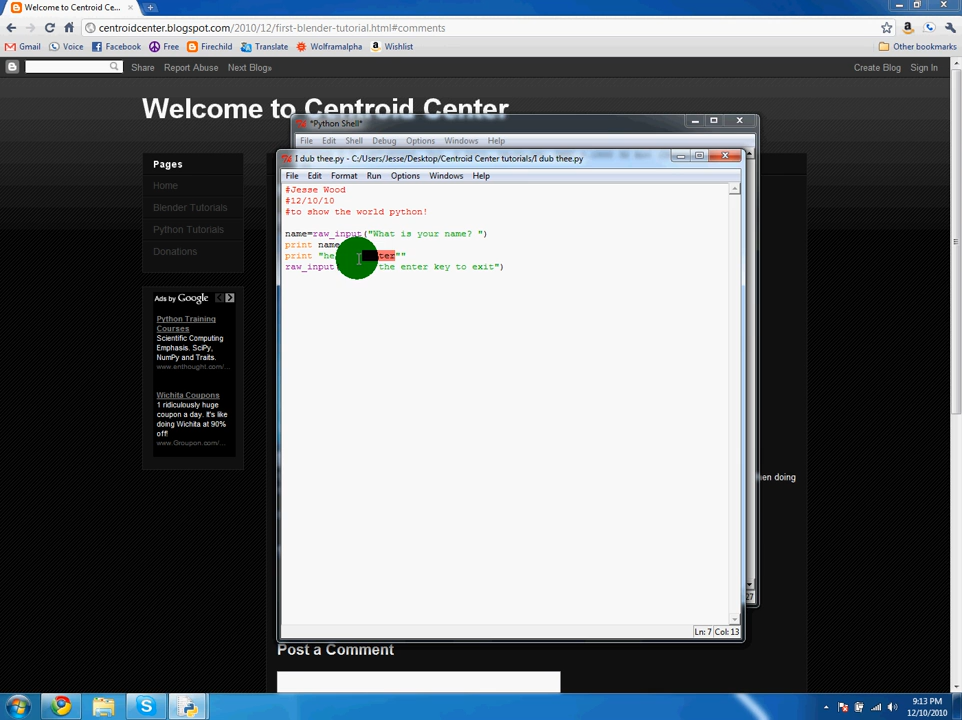 Welcome to Centroid Cen...
centroidcenter.blogspot.com/2010/12/first-blender-tutorial.html#comments
Gmail Voice Facebook Free Firechild Translate Wolframalpha Wishlist Other bookmarks
Share Report Abuse Next Blog» Create Blog Sign In
Welcome to Centroid Center
*Python Shell*
File Edit Shell Debug Options Windows Help
I dub thee.py - C:/Users/Jesse/Desktop/Centroid Center tutorials/I dub thee.py
File Edit Format Run Options Windows Help
Pages
Home
Blender Tutorials
Python Tutorials
Donations
#Jesse Wood
#12/10/10
#to show the world python!
name=raw_input("What is your name? ")
print name
print "he ter""
raw_input( the enter key to exit")
Ads by Google
Python Training
Courses
Scientific Computing
Emphasis. SciPy,
NumPy and Traits.
www.enthought.com/...
Wichita Coupons
1 ridiculously huge
coupon a day. It's like
doing Wichita at 90%
off!
www.Groupon.com/...
en doing
27
Ln: 7 Col: 13
Post a Comment
9:13 PM
12/10/2010